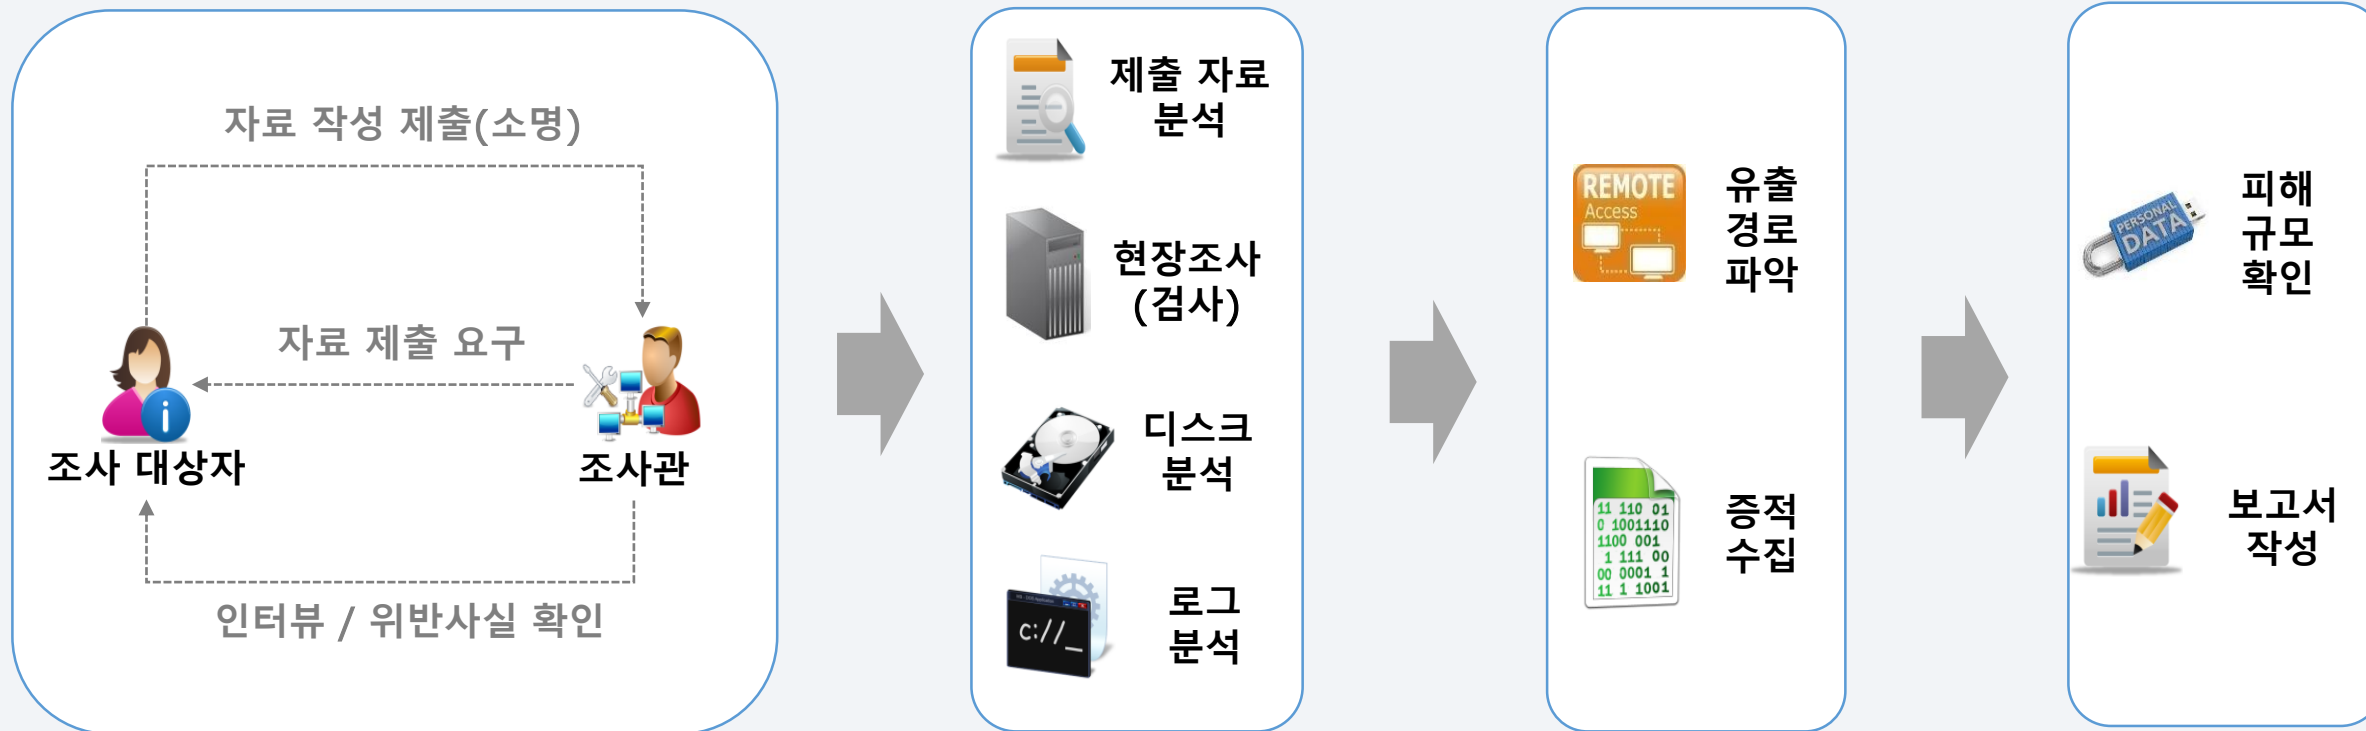 자료 작성 제출(소명)
자료 제출 요구
조사 대상자
조사관
인터뷰 / 위반사실 확인
제출 자료
분석
현장조사
(검사)
디스크
분석
c://_
로그
분석
REMOTE
Access
유출
경로
파악
11 110 01
0 1001110
1100 001
1 111 00
00 0001 1
11 1 1001
증적
수집
PERSONAL
DATA
피해
규모
확인
보고서
작성